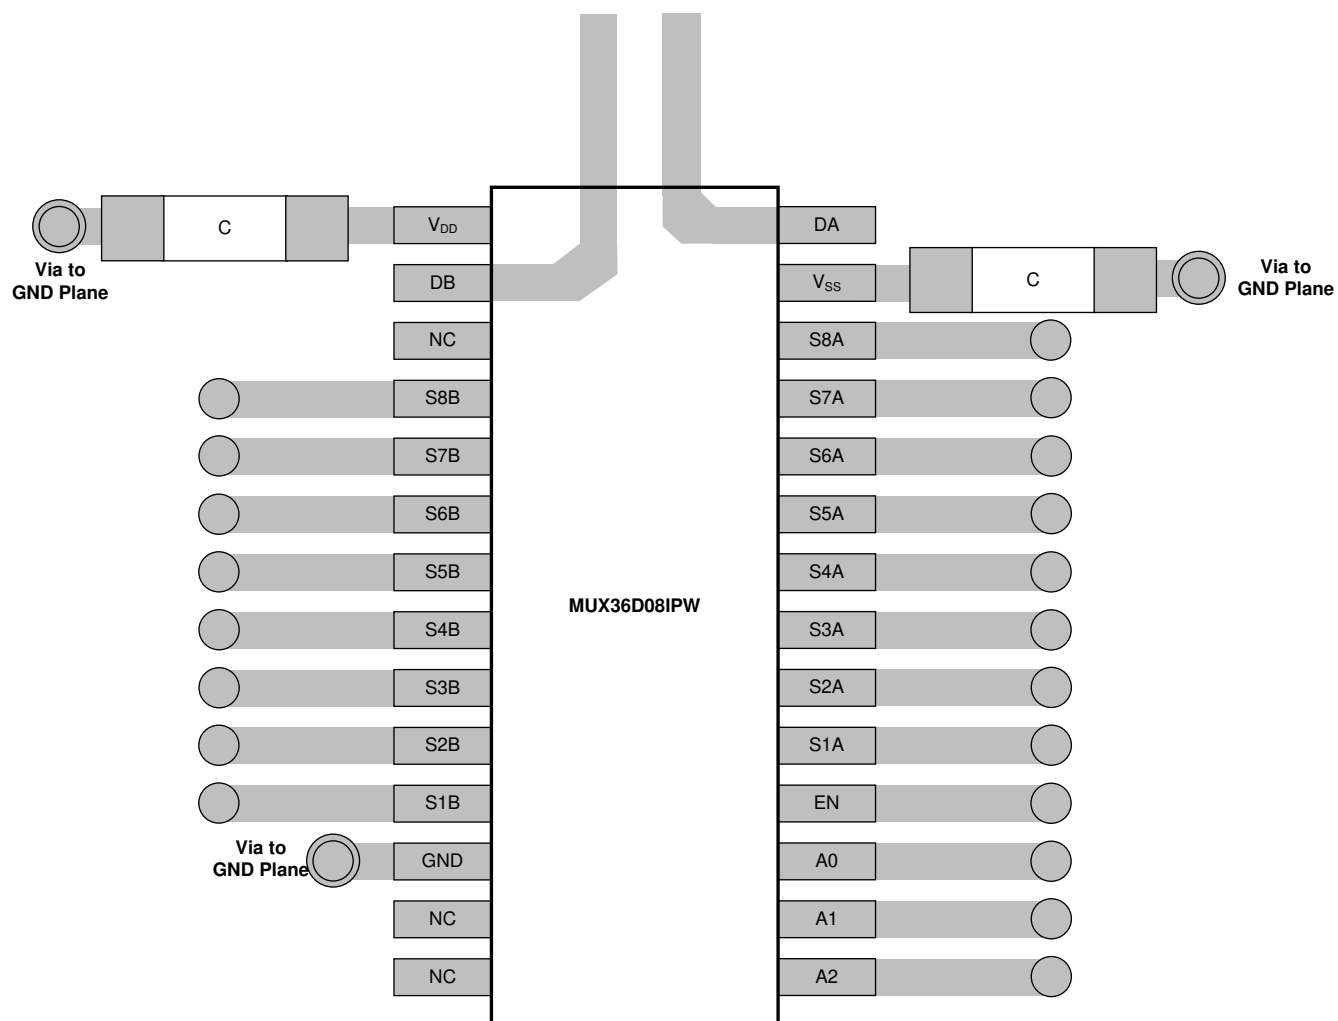 C
V_DD
DA
Via to
GND Plane
DB
V_SS
C
Via to
GND Plane
NC
S8A
S8B
S7A
S7B
S6A
S6B
S5A
S5B
S4A
MUX36D08IPW
S4B
S3A
S3B
S2A
S2B
S1A
S1B
EN
Via to
GND Plane
GND
A0
NC
A1
NC
A2